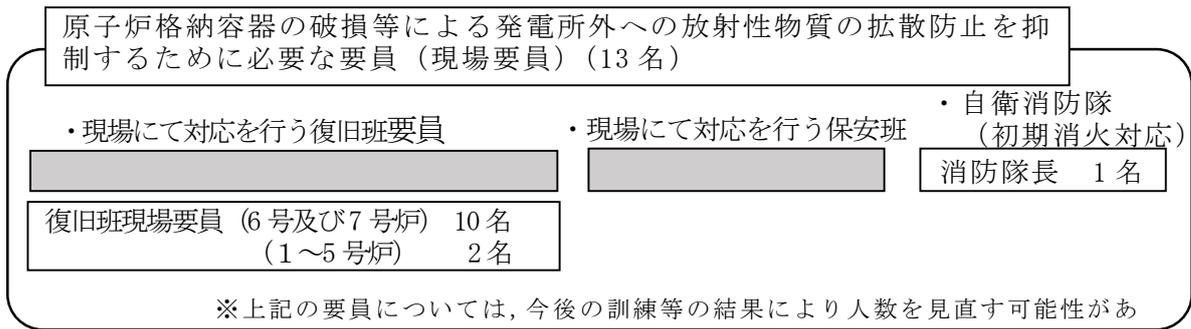 原子炉格納容器の破損等による発電所外への放射性物質の拡散防止を抑
制するために必要な要員（現場要員）（13 名）
・現場にて対応を行う復旧班要員
・現場にて対応を行う保安班
・自衛消防隊
（初期消火対応）
消防隊長 1 名
復旧班現場要員（6 号及び 7 号炉） 10 名
（1～5 号炉） 2 名
※上記の要員については，今後の訓練等の結果により人数を見直す可能性があ